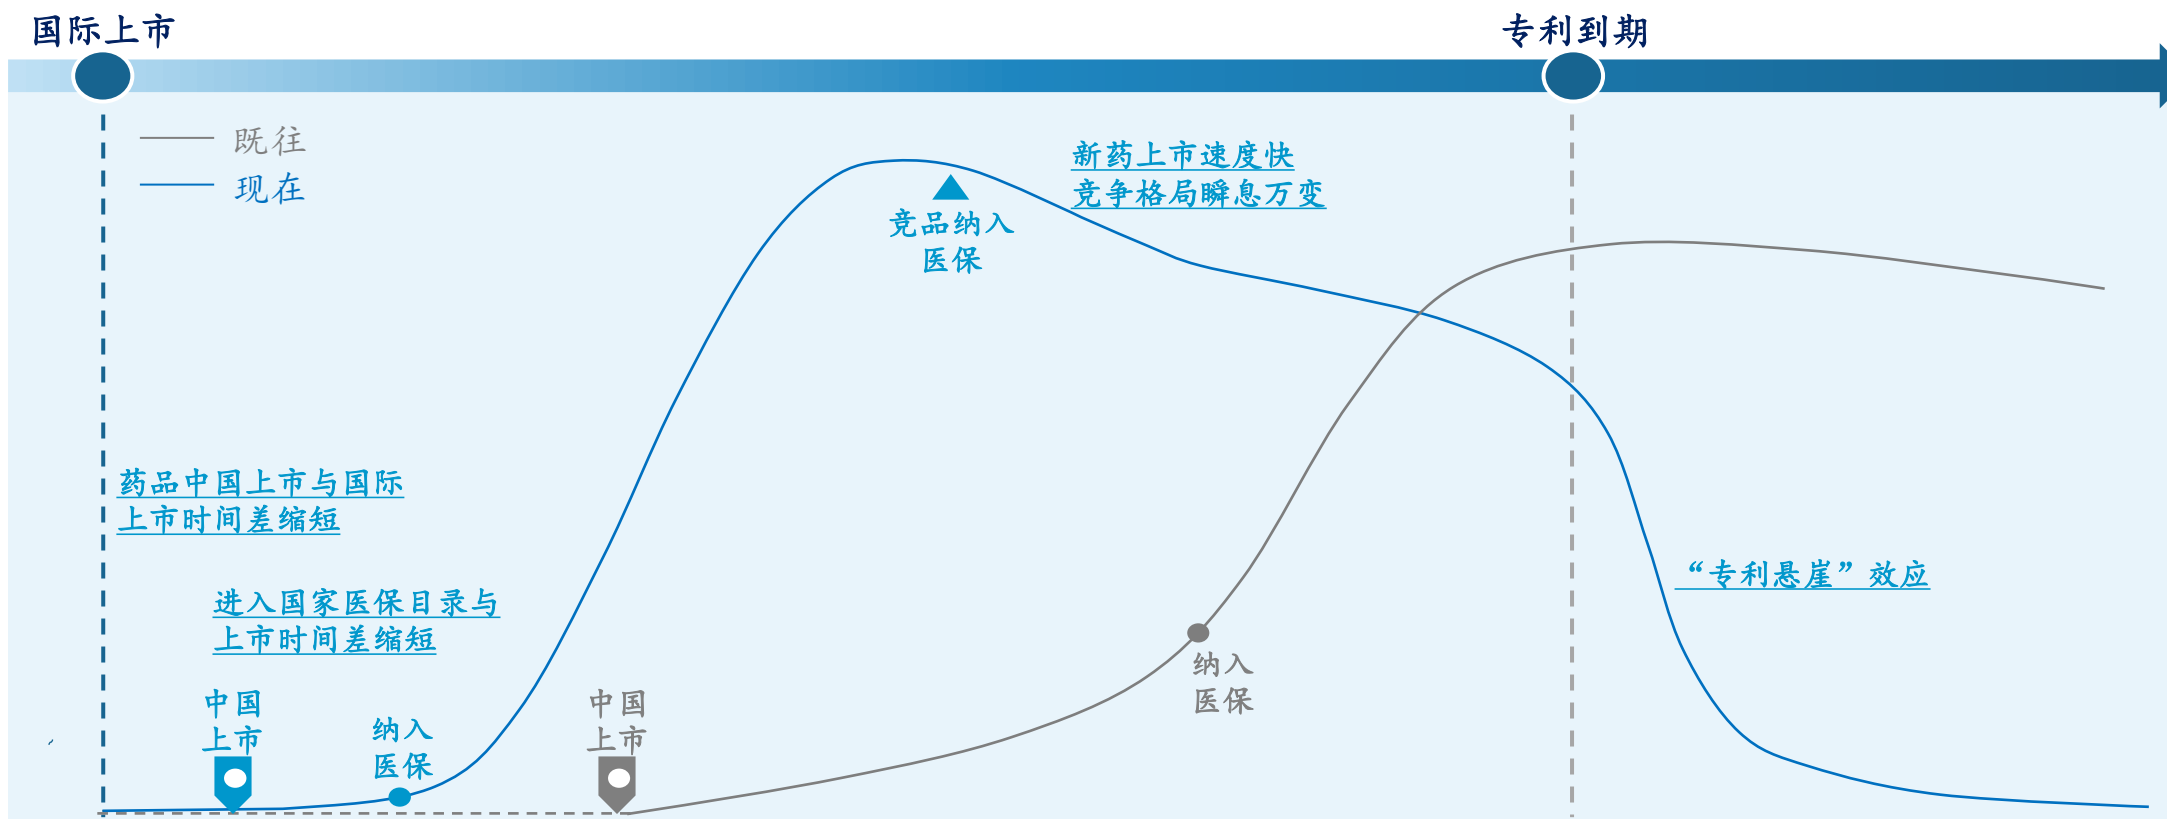 国际上市
专利到期
既往
现在
新药上市速度快
竞争格局瞬息万变
竞品纳入
医保
药品中国上市与国际
上市时间差缩短
“专利悬崖”效应
进入国家医保目录与
上市时间差缩短
纳入
医保
中国
上市
纳入
医保
中国
上市